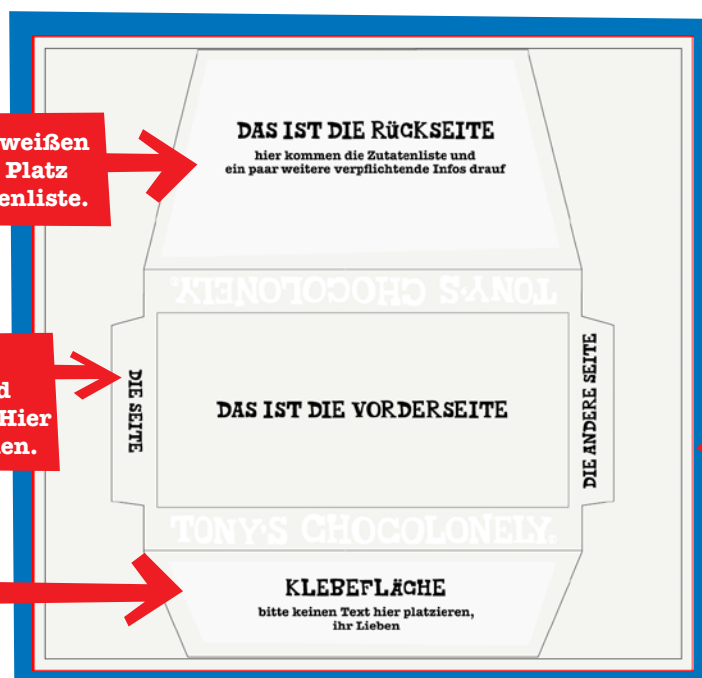 weißen
Platz
enliste.
DAS IST DIE RÜCKSEITE
hier kommen die Zutatenliste und
ein paar weitere verpflichtende Infos drauf
TONY'S CHOCOLONELY
d
Hier
en.
DIE SEITE
DAS IST DIE VORDERSEITE
DIE ANDERE SEITE
TONY'S CHOCOLONELY
KLEBEFLÄCHE
bitte keinen Text hier platzieren,
ihr Lieben